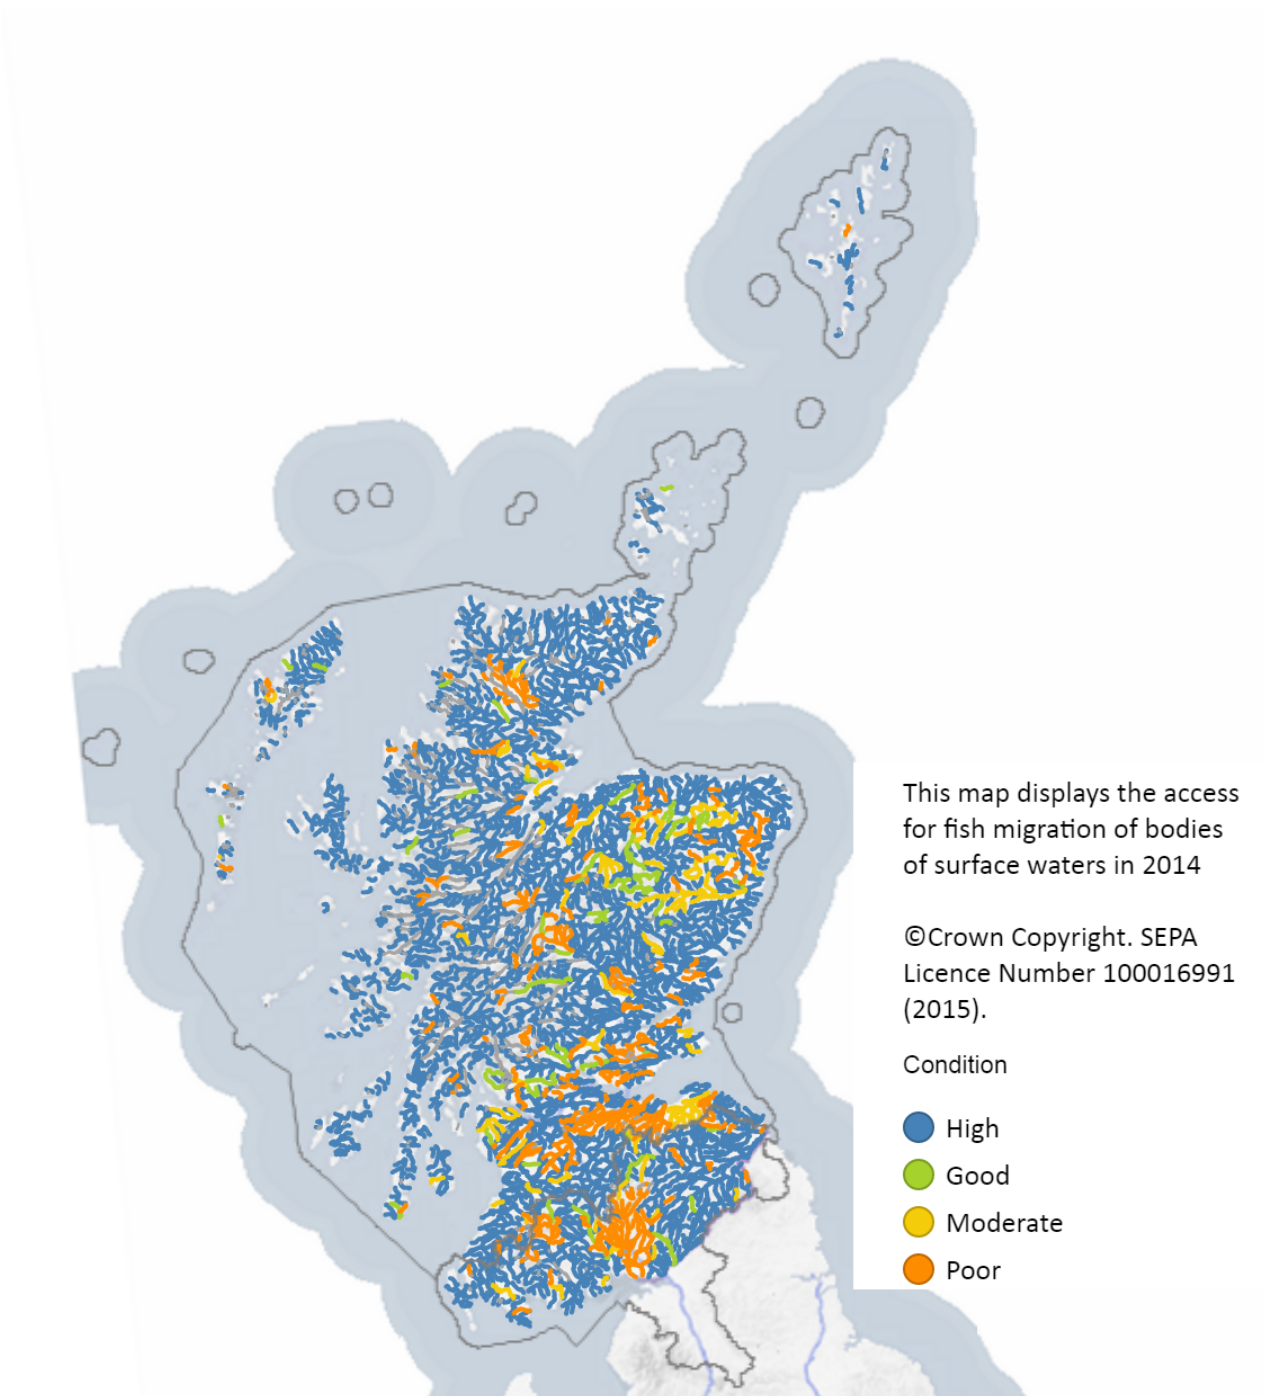 This map displays the access
for fish migration of bodies
of surface waters in 2014
©Crown Copyright. SEPA
Licence Number 100016991
(2015).
Condition
High
Good
Moderate
Poor